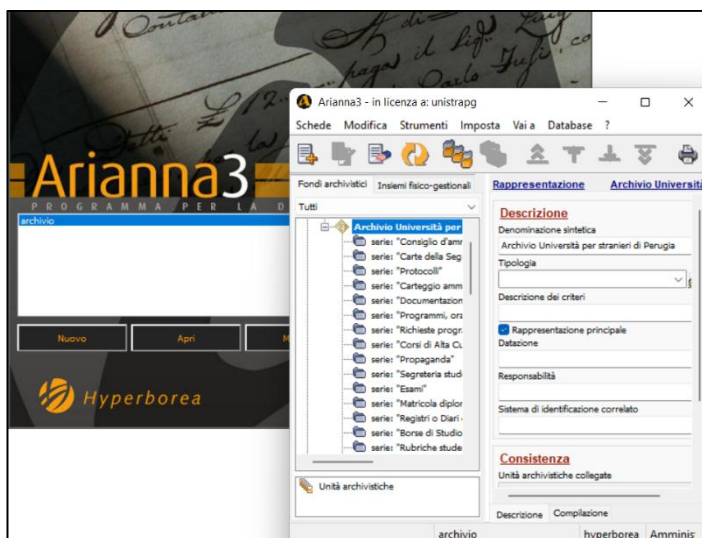 Arianna3
PROGRAMMA PER LA D
archivio
Nuovo
Apri
M
Hyperborea
Arianna3 - in licenza a: unistrapg
Schede Modifica Strumenti Imposta Vai a Database ?
Fondi archivistici Insiemi fisico-gestionali
Tutti
Archivio Università per
serie: "Consiglio d'amm
serie: "Carte della Seg
serie: "Protocolli"
serie: "Carteggio amm
serie: "Documentazion
serie: "Programmi, ora
serie: "Richieste progr
serie: "Corsi di Alta Cu
serie: "Propaganda"
serie: "Segreteria stud
serie: "Esami"
serie: "Matricola diplor
serie: "Registri o Diari
serie: "Borse di Studio
serie: "Rubriche stude
Unità archivistiche
Rappresentazione Archivio Universit
Descrizione
Denominazione sintetica
Archivio Università per stranieri di Perugia
Tipologia
Descrizione dei criteri
Rappresentazione principale
Datazione
Responsabilità
Sistema di identificazione correlato
Consistenza
Unità archivistiche collegate
Descrizione Compilazione
archivio hyperborea Amminis